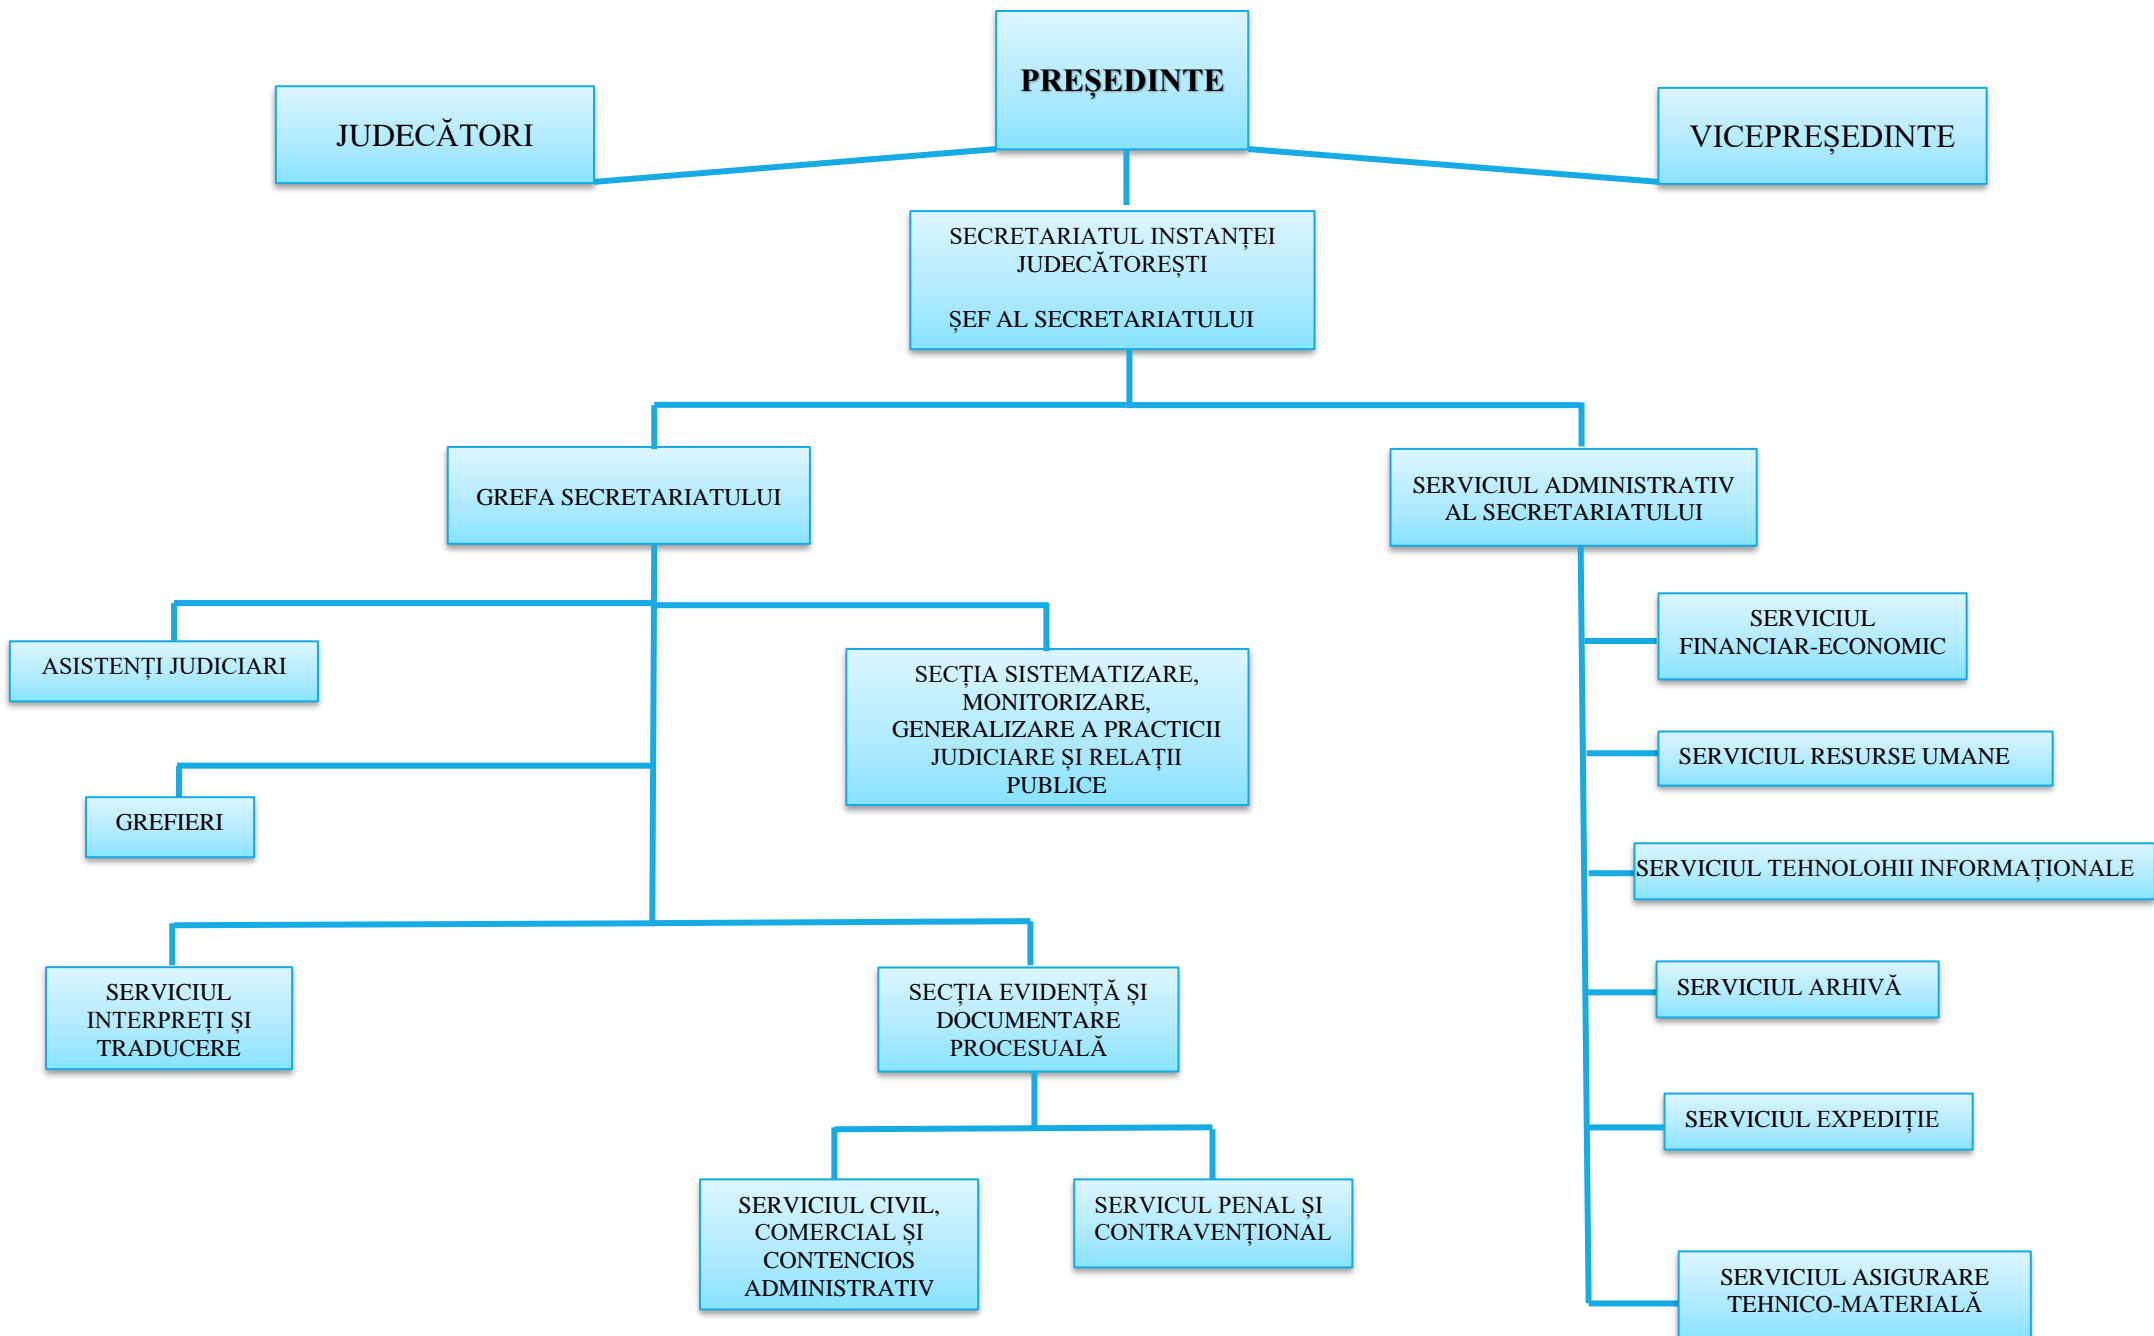 PREȘEDINTE
JUDECĂTORI
VICEPREȘEDINTE
SECRETARIATUL INSTANȚEI
JUDECĂTOREȘTI
ȘEF AL SECRETARIATULUI
GREFA SECRETARIATULUI
SERVICIUL ADMINISTRATIV
AL SECRETARIATULUI
ASISTENȚI JUDICIARI
SECȚIA SISTEMATIZARE,
MONITORIZARE,
GENERALIZARE A PRACTICII
JUDICIARE ȘI RELAȚII
PUBLICE
GREFIERI
SERVICIUL
INTERPREȚI ȘI
TRADUCERE
SECȚIA EVIDENȚĂ ȘI
DOCUMENTARE
PROCESUALĂ
SERVICIUL CIVIL,
COMERCIAL ȘI
CONTENCIOS
ADMINISTRATIV
SERVICUL PENAL ȘI
CONTRAVENȚIONAL
SERVICIUL
FINANCIAR-ECONOMIC
SERVICIUL RESURSE UMANE
SERVICIUL TEHNOLOHII INFORMAȚIONALE
SERVICIUL ARHIVĂ
SERVICIUL EXPEDIȚIE
SERVICIUL ASIGURARE
TEHNICO-MATERIALĂ